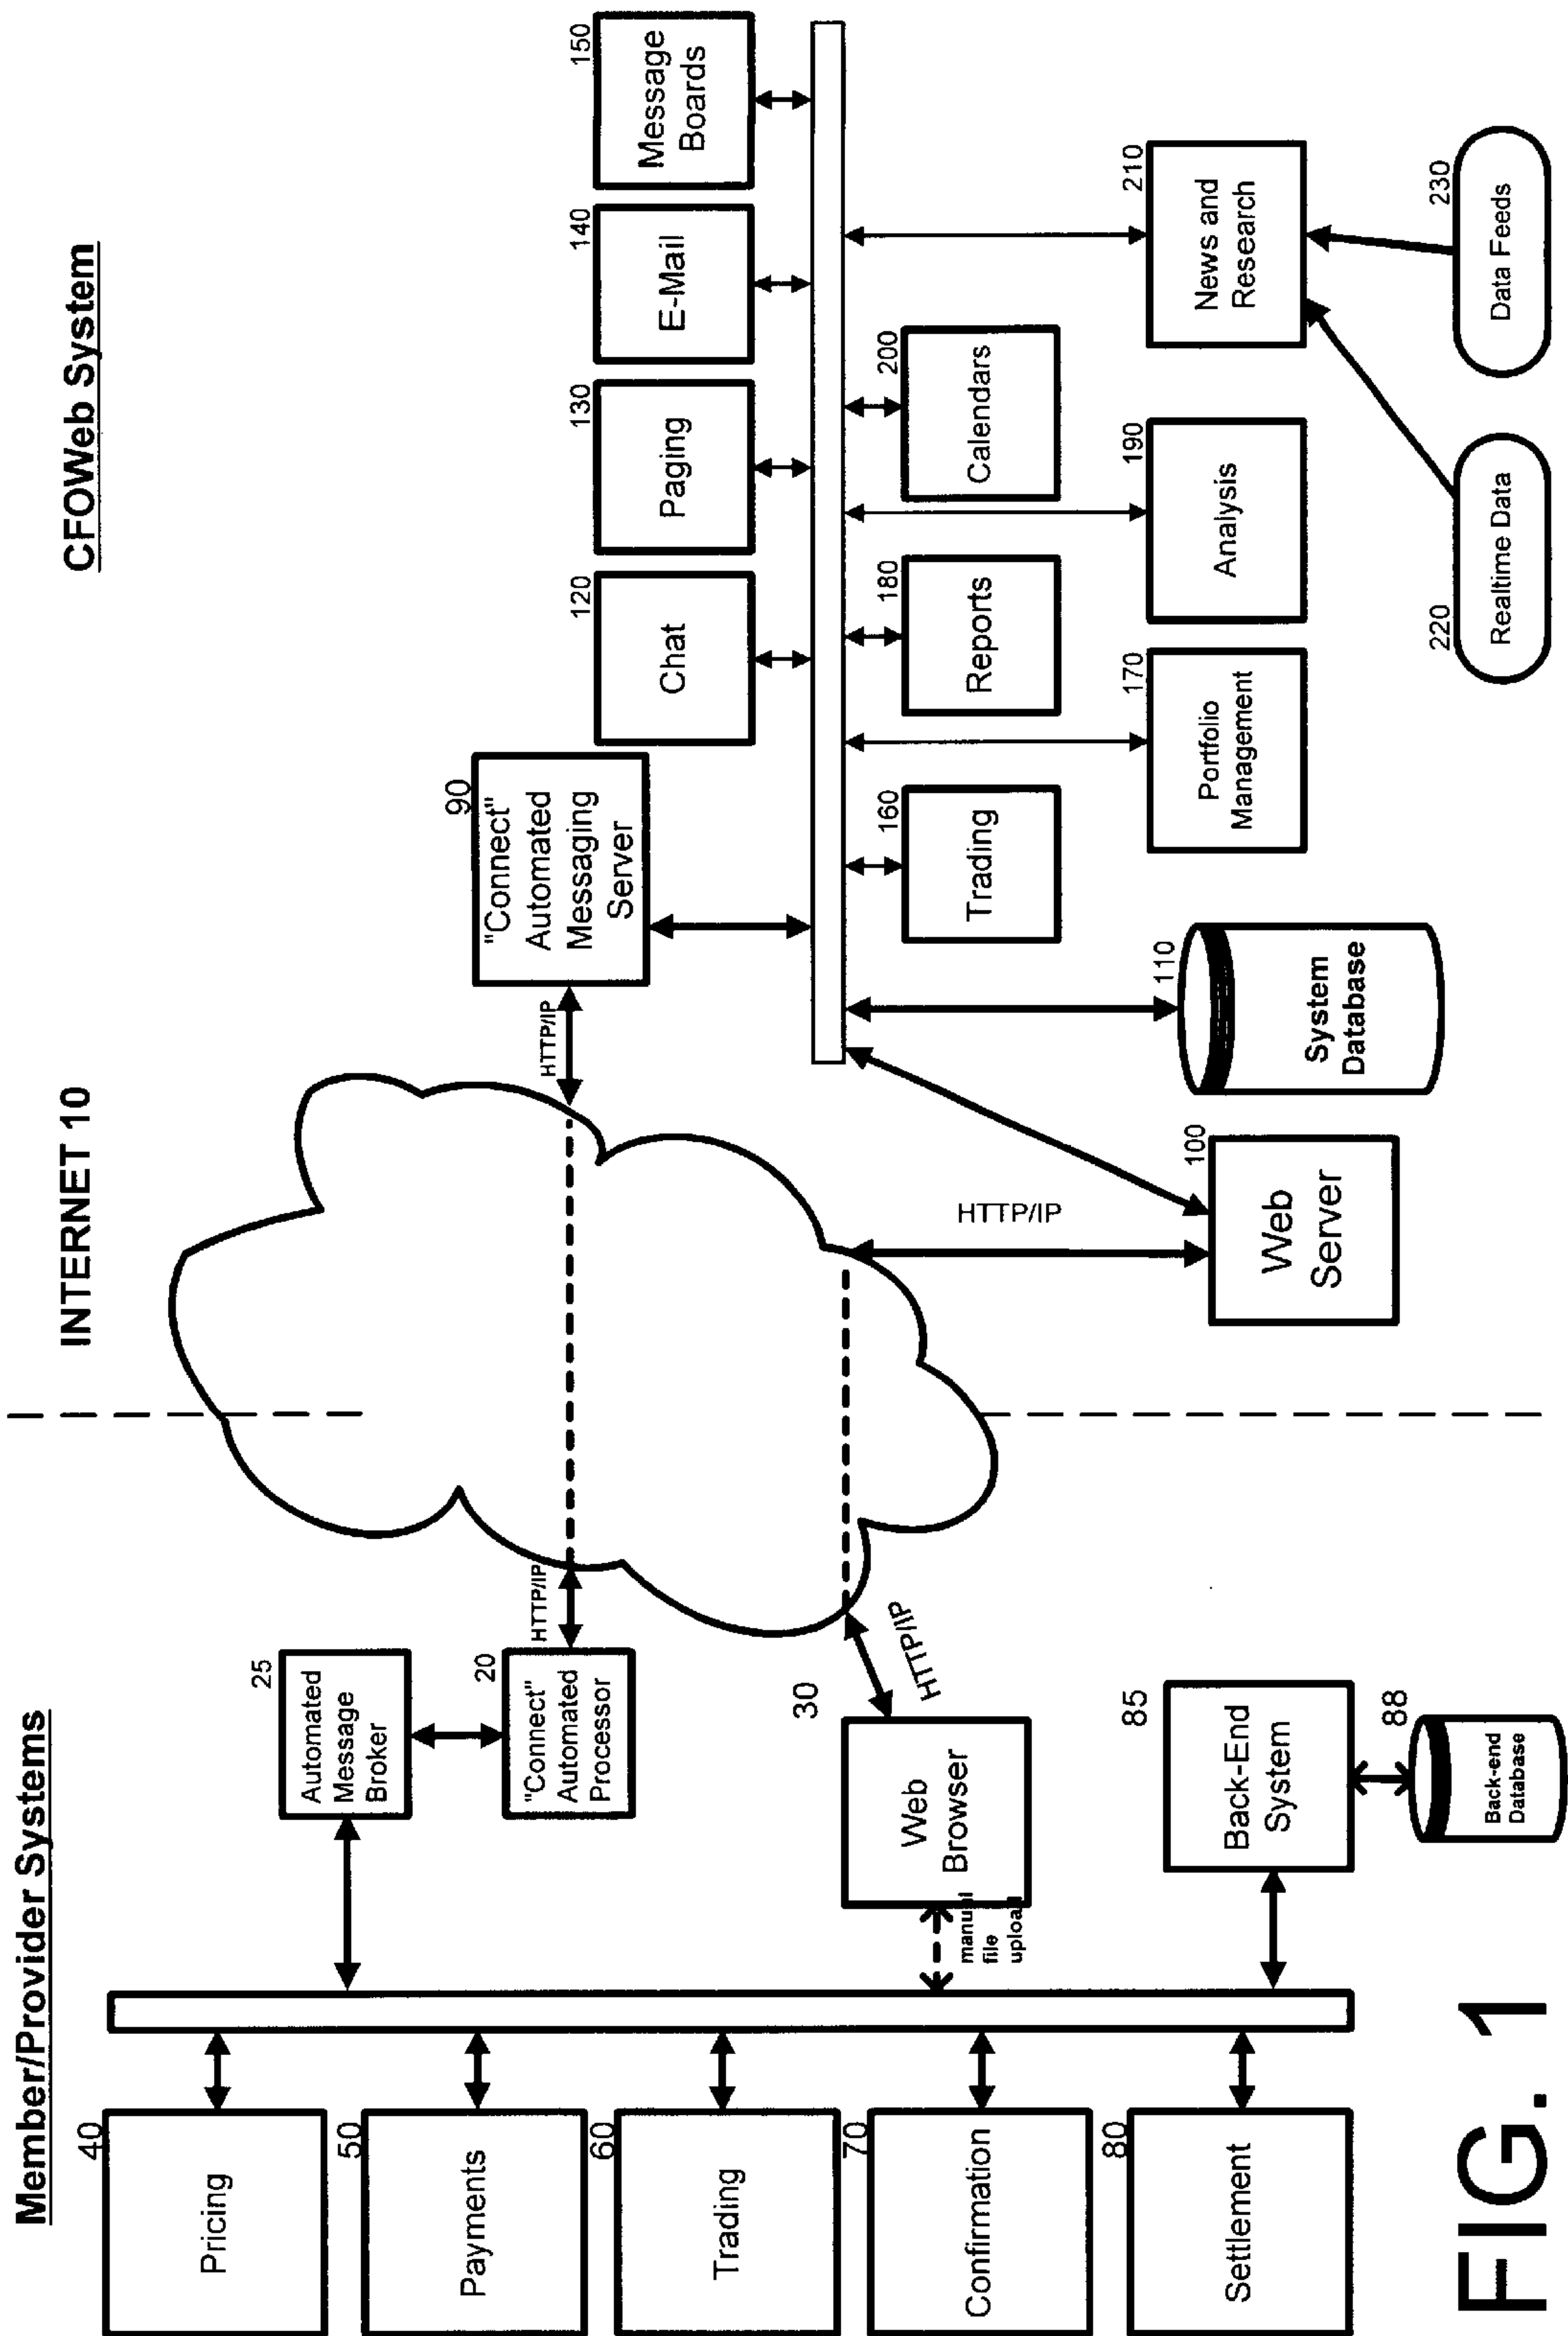 Member/Provider Systems
INTERNET 10
CFOWeb System
40
Pricing
50
Payments
60
Trading
70
Confirmation
80
Settlement
25
Automated
Message
Broker
20
"Connect"
Automated
Processor
HTTP/IP
30
Web
Browser
HTTP/IP
manual
file
upload
85
Back-End
System
88
Back-end
Database
HTTP/IP
90
"Connect"
Automated
Messaging
Server
HTTP/IP
100
Web
Server
110
System
Database
120
Chat
130
Paging
140
E-Mail
150
Message
Boards
160
Trading
170
Portfolio
Management
180
Reports
190
Analysis
200
Calendars
210
News and
Research
220
Realtime Data
230
Data Feeds
FIG. 1